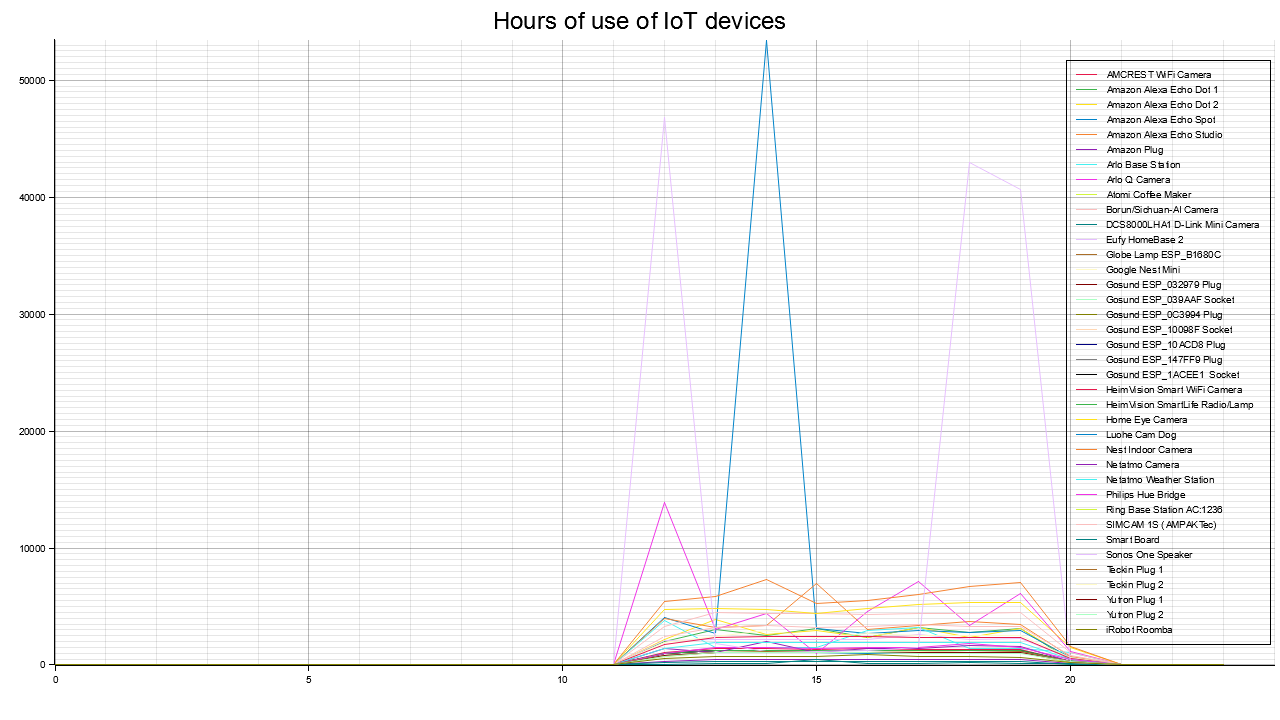 Hours of use of IoT devices
50000
40000
30000
20000
10000
0
0
5
10
15
20
AMCREST WiFi Camera
Amazon Alexa Echo Dot 1
Amazon Alexa Echo Dot 2
Amazon Alexa Echo Spot
Amazon Alexa Echo Studio
Amazon Plug
Arlo Base Station
Arlo Q Camera
Atomi Coffee Maker
Borun/Sichuan-AI Camera
DCS8000LHA1 D-Link Mini Camera
Eufy HomeBase 2
Globe Lamp ESP_B1680C
Google Nest Mini
Gosund ESP_032979 Plug
Gosund ESP_039AAF Socket
Gosund ESP_0C3994 Plug
Gosund ESP_10098F Socket
Gosund ESP_10ACD8 Plug
Gosund ESP_147FF9 Plug
Gosund ESP_1ACEE1 Socket
HeimVision Smart WiFi Camera
HeimVision SmartLife Radio/Lamp
Home Eye Camera
Luohe Cam Dog
Nest Indoor Camera
Netatmo Camera
Netatmo Weather Station
Philips Hue Bridge
Ring Base Station AC:1236
SIMCAM 1S (AMPAKTec)
SmartBoard
Sonos One Speaker
Teckin Plug 1
Teckin Plug 2
Yutron Plug 1
Yutron Plug 2
iRobot Roomba